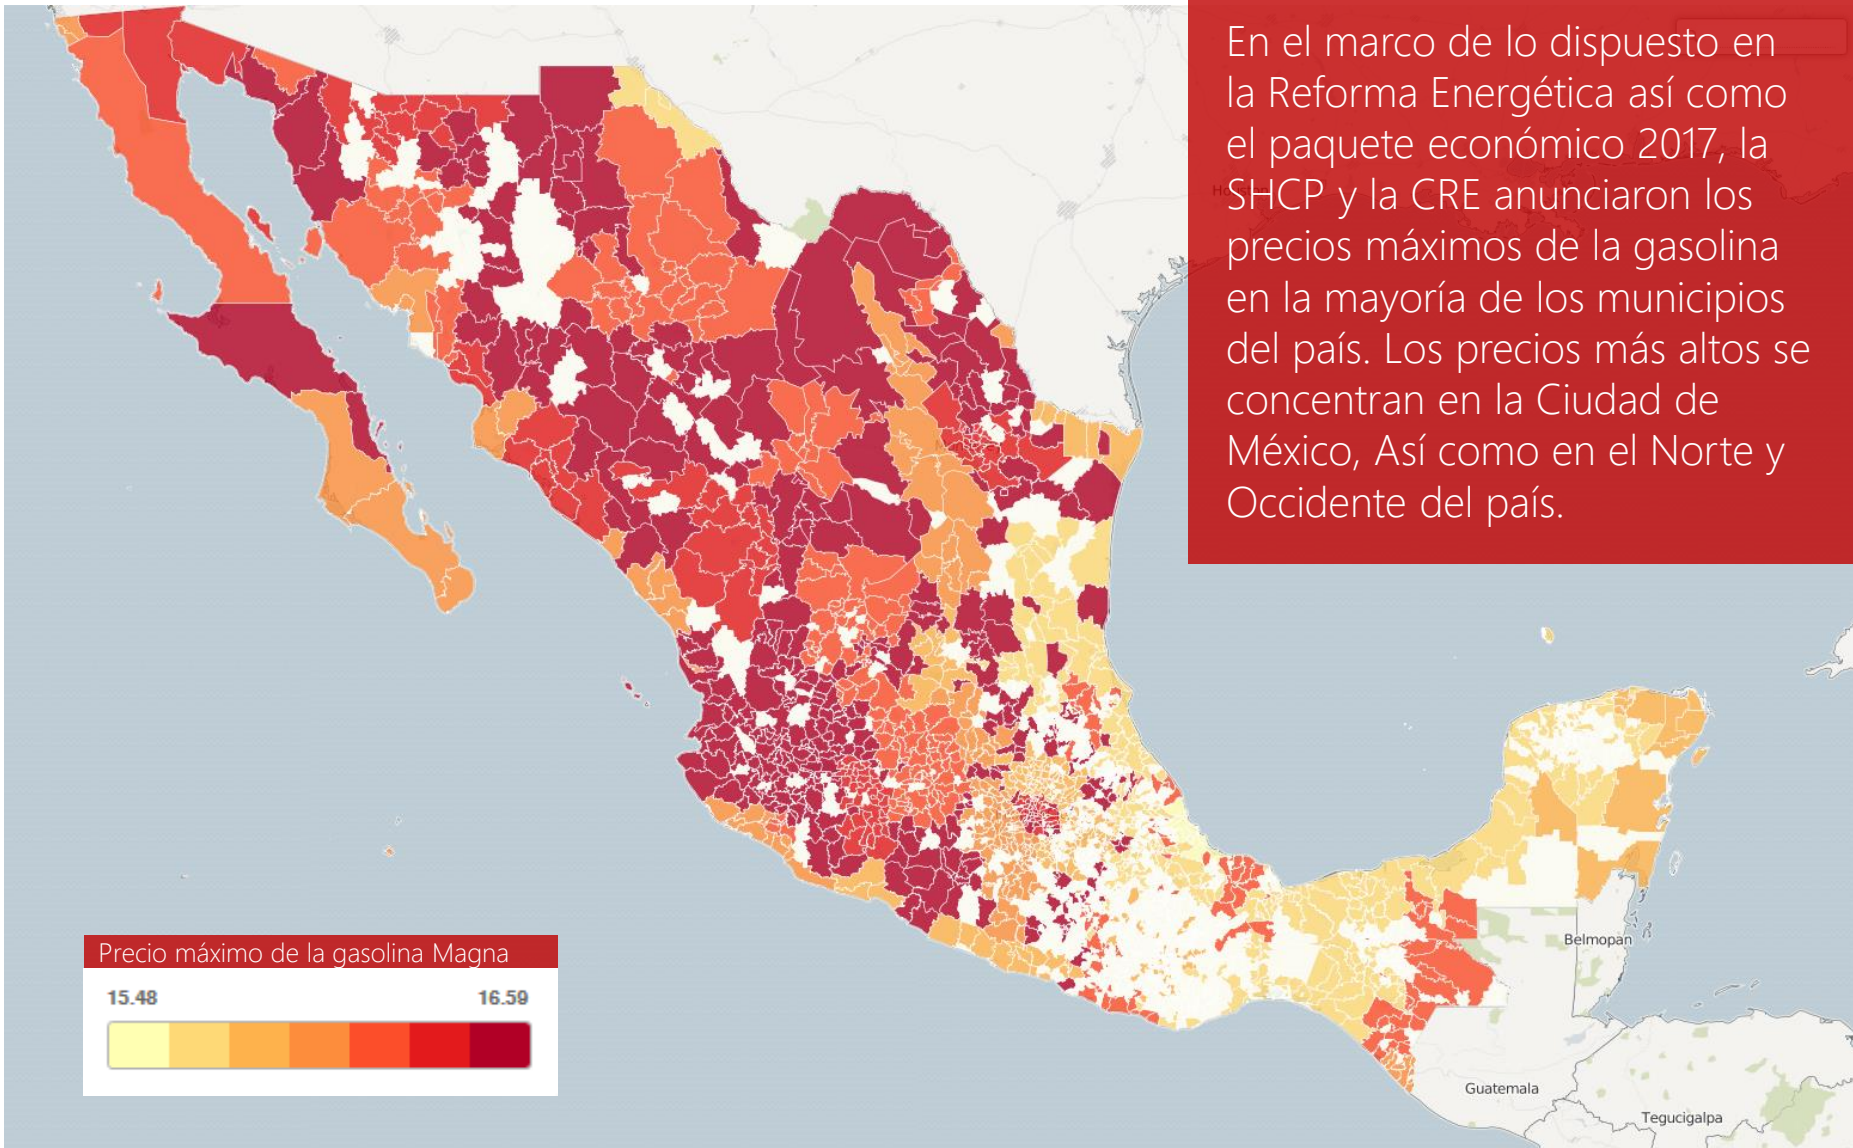 En el marco de lo dispuesto en
la Reforma Energética así como
el paquete económico 2017, la
SHCP y la CRE anunciaron los
precios máximos de la gasolina
en la mayoría de los municipios
del país. Los precios más altos se
concentran en la Ciudad de
México, Así como en el Norte y
Occidente del país.
Belmopan
Guatemala
Tegucigalpa
Precio máximo de la gasolina Magna
15.48 16.59